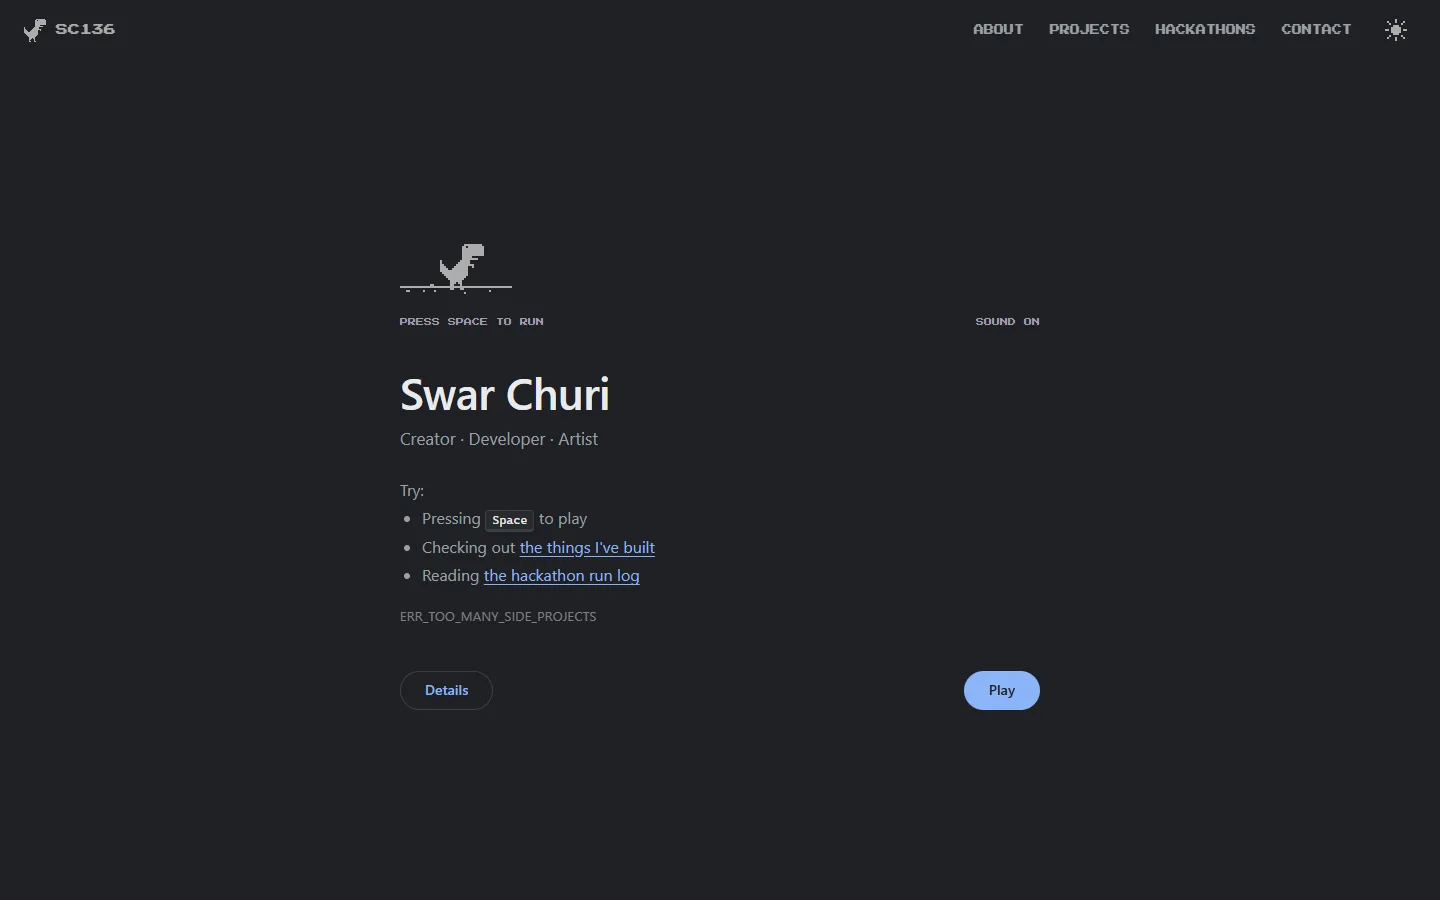 SC136
ABOUT PROJECTS HACKATHONS CONTACT
PRESS SPACE TO RUN
SOUND ON
Swar Churi
Creator · Developer · Artist
Try:
• Pressing Space to play
• Checking out the things I've built
• Reading the hackathon run log
ERR_TOO_MANY_SIDE_PROJECTS
Details
Play